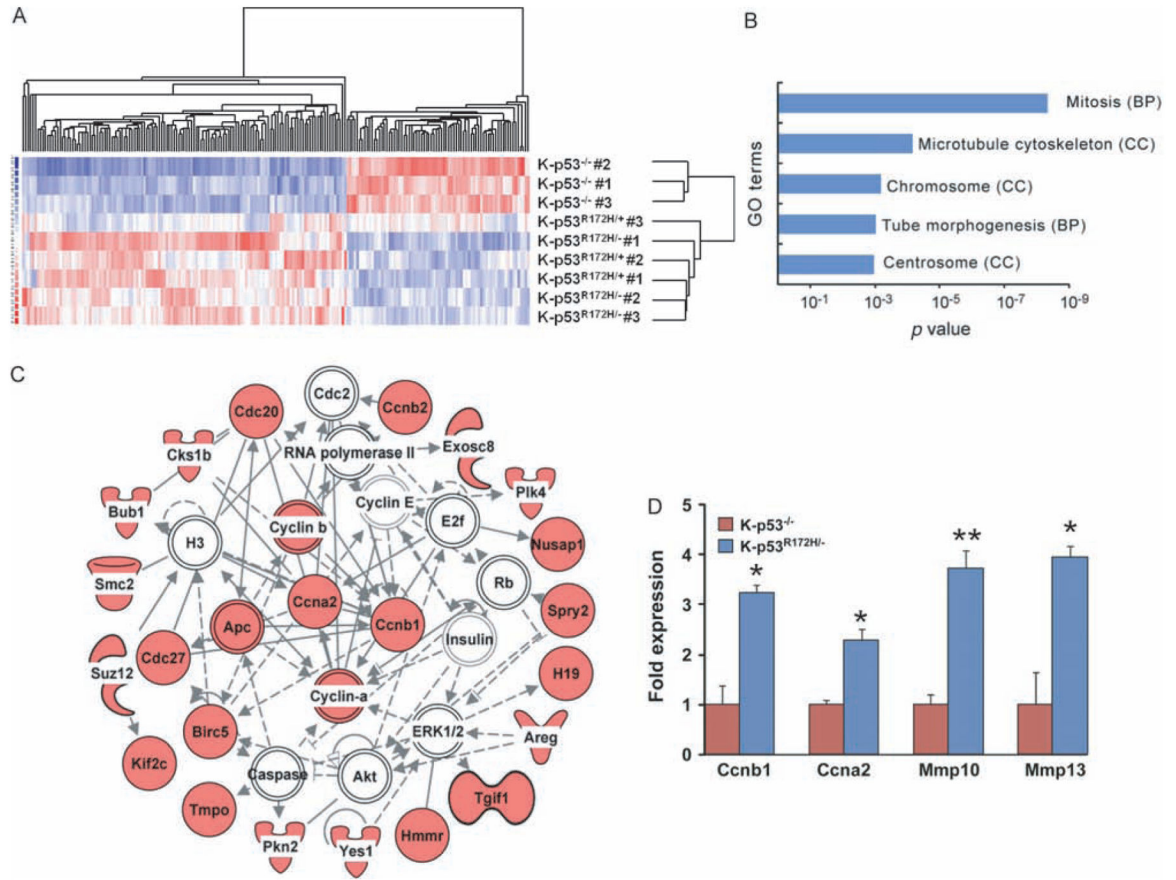 A
K-p53-/-#2
K-p53-/- #1
K-p53-/- #3
K-p53R172H/+#3
K-p53R172H/-#1
K-p53R172H/+#2
K-p53R172H/+#1
K-p53R172H/-#2
K-p53R172H/-#3
B
GO terms
Mitosis (BP)
Microtubule cytoskeleton (CC)
Chromosome (CC)
Tube morphogenesis (BP)
Centrosome (CC)
10-1 10-3 10-5 10-7 10-9
p value
C
Cdc2
Cdc20
Ccnb2
Cks1b
RNA polymerase II
Exosc8
Bub1
Cyclin E
Plk4
Cyclin b
E2f
H3
Nusap1
Smc2
Rb
Ccna2
Spry2
Apc
Ccnb1
Insulin
Cdc27
Suz12
H19
Cyclin-a
Birc5
ERK1/2
Areg
Kif2c
Caspase
Akt
Tgif1
Tmpo
Hmmr
Pkn2
Yes1
D
K-p53-/-
K-p53R172H/-
Fold expression
5
4
3
2
1
0
*
*
**
*
Ccnb1 Ccna2 Mmp10 Mmp13